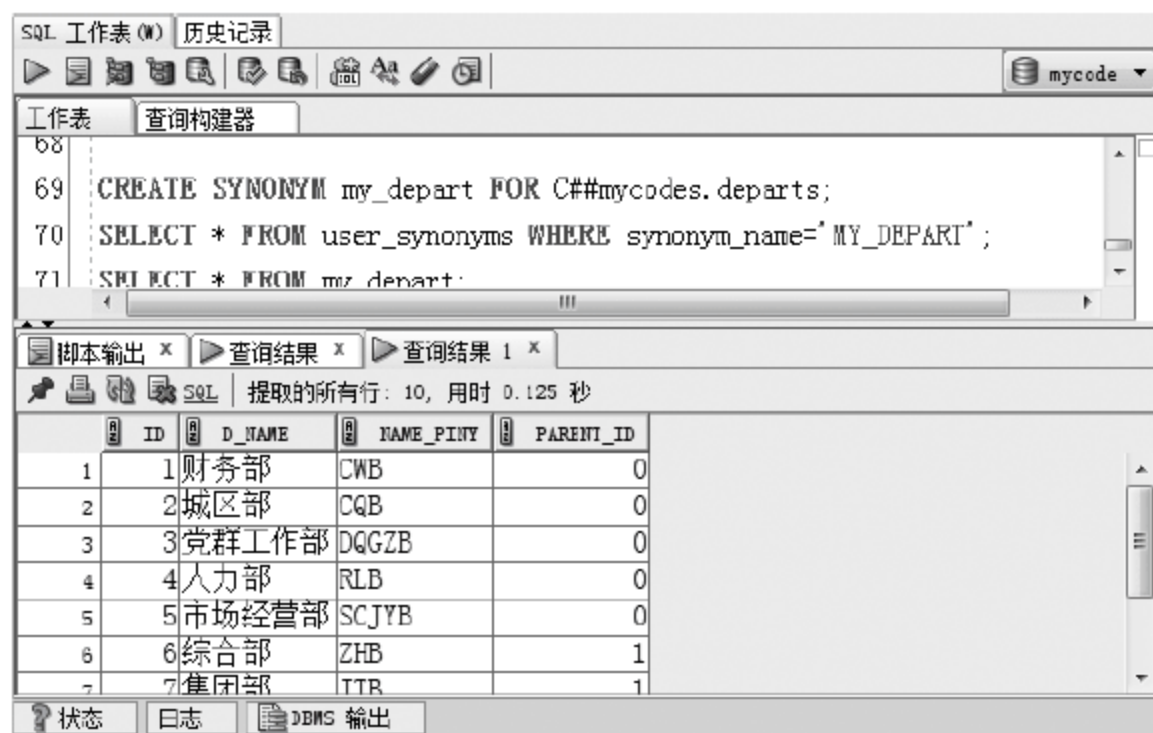 SQL 工作表(W) 历史记录
mycode
工作表 查询构建器
68
69 CREATE SYNONYM my_depart FOR C##mycodes.departs;
70 SELECT * FROM user_synonyms WHERE synonym_name='MY_DEPART';
71 SELECT * FROM my_depart;
脚本输出 × 查询结果 × 查询结果 1 ×
SQL 提取的所有行: 10, 用时 0.125 秒
ID D_NAME NAME_PINY PARENT_ID
1 1 财务部 CWB 0
2 2 城区部 CQB 0
3 3 党群工作部 DQGZB 0
4 4 人力部 RLB 0
5 5 市场经营部 SCJYB 0
6 6 综合部 ZHB 1
7 7 集团部 JTB 1
状态 日志 DBMS 输出